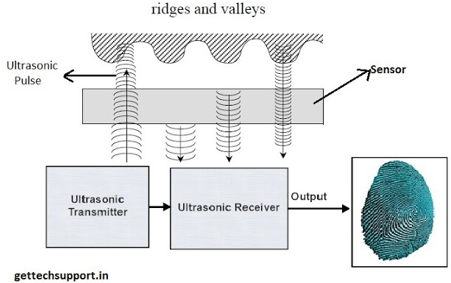 ridges and valleys
Ultrasonic
Pulse
Sensor
Ultrasonic
Transmitter
Ultrasonic Receiver
Output
gettechsupport.in